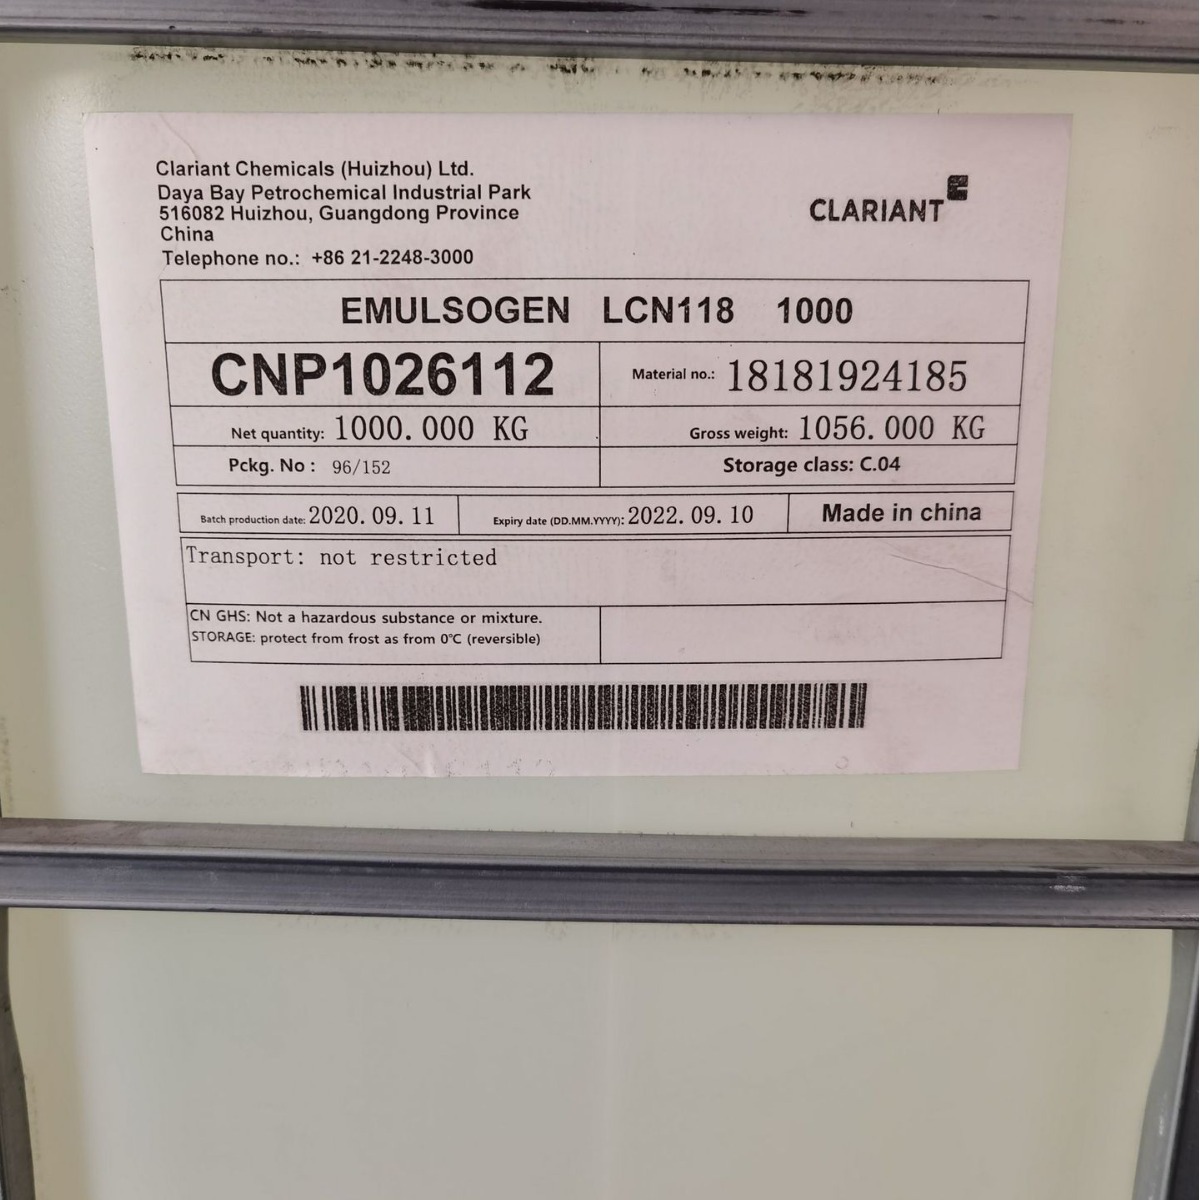 Clariant Chemicals (Huizhou) Ltd.
Daya Bay Petrochemical Industrial Park
516082 Huizhou, Guangdong Province
China
Telephone no.: +86 21-2248-3000
CLARIANT
EMULSOGEN LCN118 1000
CNP1026112
Material no.: 18181924185
Net quantity: 1000.000 KG
Gross weight: 1056.000 KG
Pckg. No : 96/152
Storage class: C.04
Batch production date: 2020.09.11
Expiry date (DD.MM.YYYY): 2022.09.10
Made in china
Transport: not restricted
CN GHS: Not a hazardous substance or mixture.
STORAGE: protect from frost as from 0℃ (reversible)